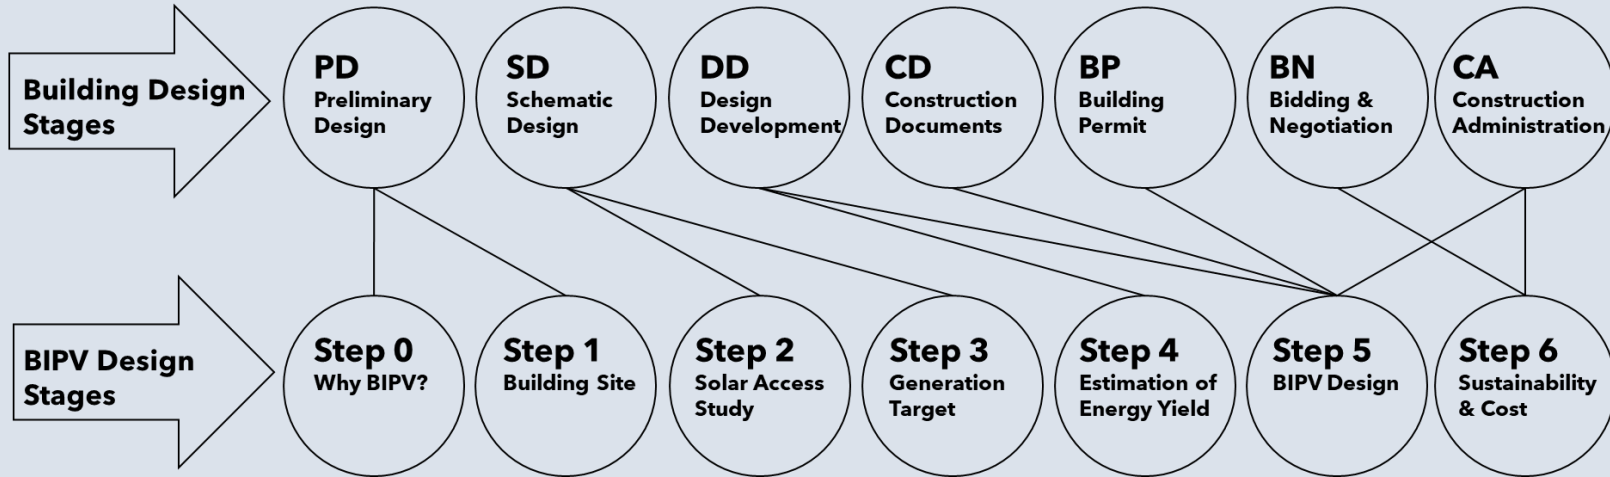 Building Design
Stages
PD
Preliminary
Design
SD
Schematic
Design
DD
Design
Development
CD
Construction
Documents
BP
Building
Permit
BN
Bidding &
Negotiation
CA
Construction
Administration
BIPV Design
Stages
Step 0
Why BIPV?
Step 1
Building Site
Step 2
Solar Access
Study
Step 3
Generation
Target
Step 4
Estimation of
Energy Yield
Step 5
BIPV Design
Step 6
Sustainability
& Cost